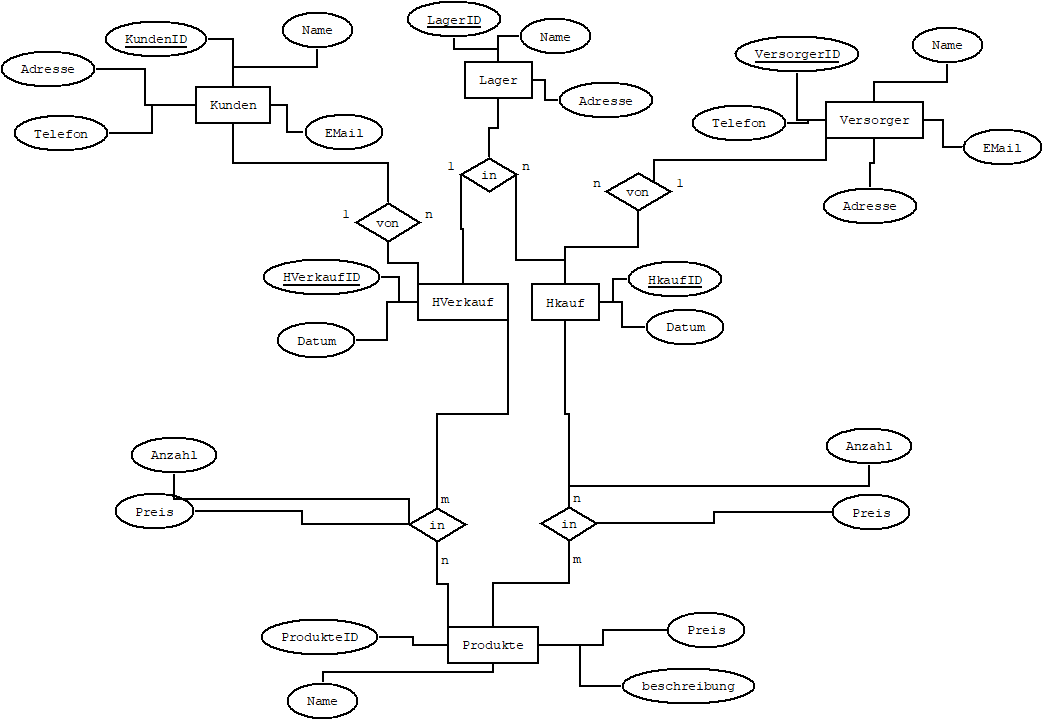 LagerID
KundenID
Name
Name
Name
VersorgerID
Adresse
Lager
Kunden
Adresse
Telefon
EMail
Telefon
Versorger
EMail
l
in
n
n
von
l
Adresse
l
von
n
HVerkaufID
HkaufID
HVerkauf
Hkauf
Datum
Datum
Anzahl
Anzahl
m
n
Preis
Preis
in
in
n
m
ProdukteID
Produkte
Preis
beschreibung
Name